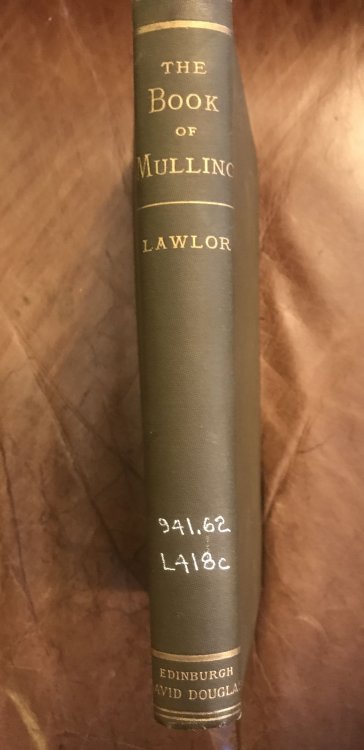 THE
BOOK
OF
MULLING
LAWLOR
941.62
L418c
EDINBURGH
DAVID DOUGLAS